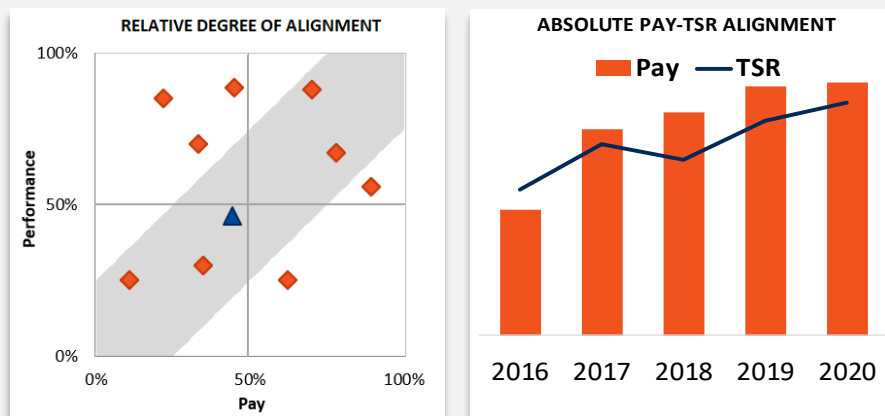 RELATIVE DEGREE OF ALIGNMENT
100%
50%
0%
Performance
0%
50%
100%
Pay
ABSOLUTE PAY-TSR ALIGNMENT
Pay
TSR
2016
2017
2018
2019
2020